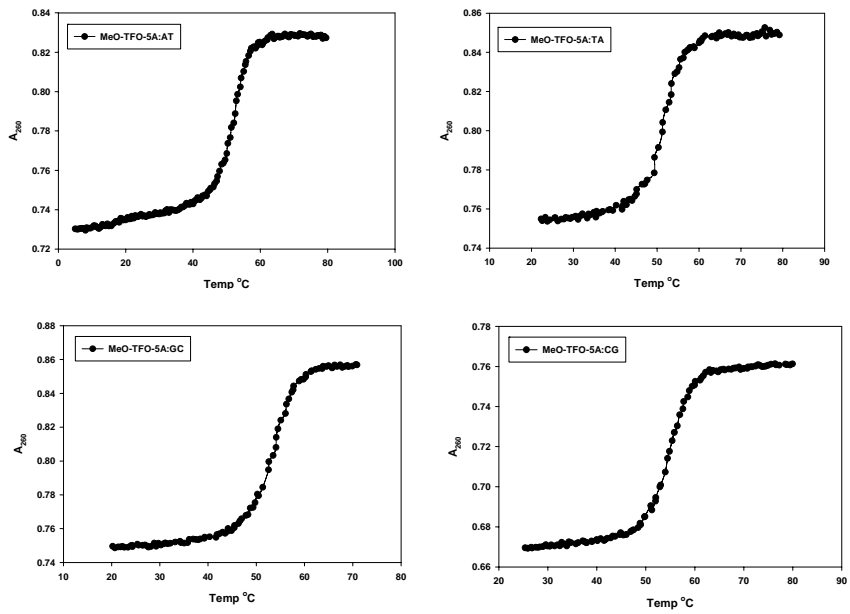 MeO-TFO-5A:AT
0.84
0.82
0.80
0.78
0.76
0.74
0.72
A260
0 20 40 60 80 100
Temp °C
MeO-TFO-5A:TA
0.86
0.84
0.82
0.80
0.78
0.76
0.74
A260
10 20 30 40 50 60 70 80 90
Temp °C
MeO-TFO-5A:GC
0.88
0.86
0.84
0.82
0.80
0.78
0.76
0.74
A260
10 20 30 40 50 60 70 80
Temp °C
MeO-TFO-5A:CG
0.78
0.76
0.74
0.72
0.70
0.68
0.66
A260
20 30 40 50 60 70 80 90
Temp °C